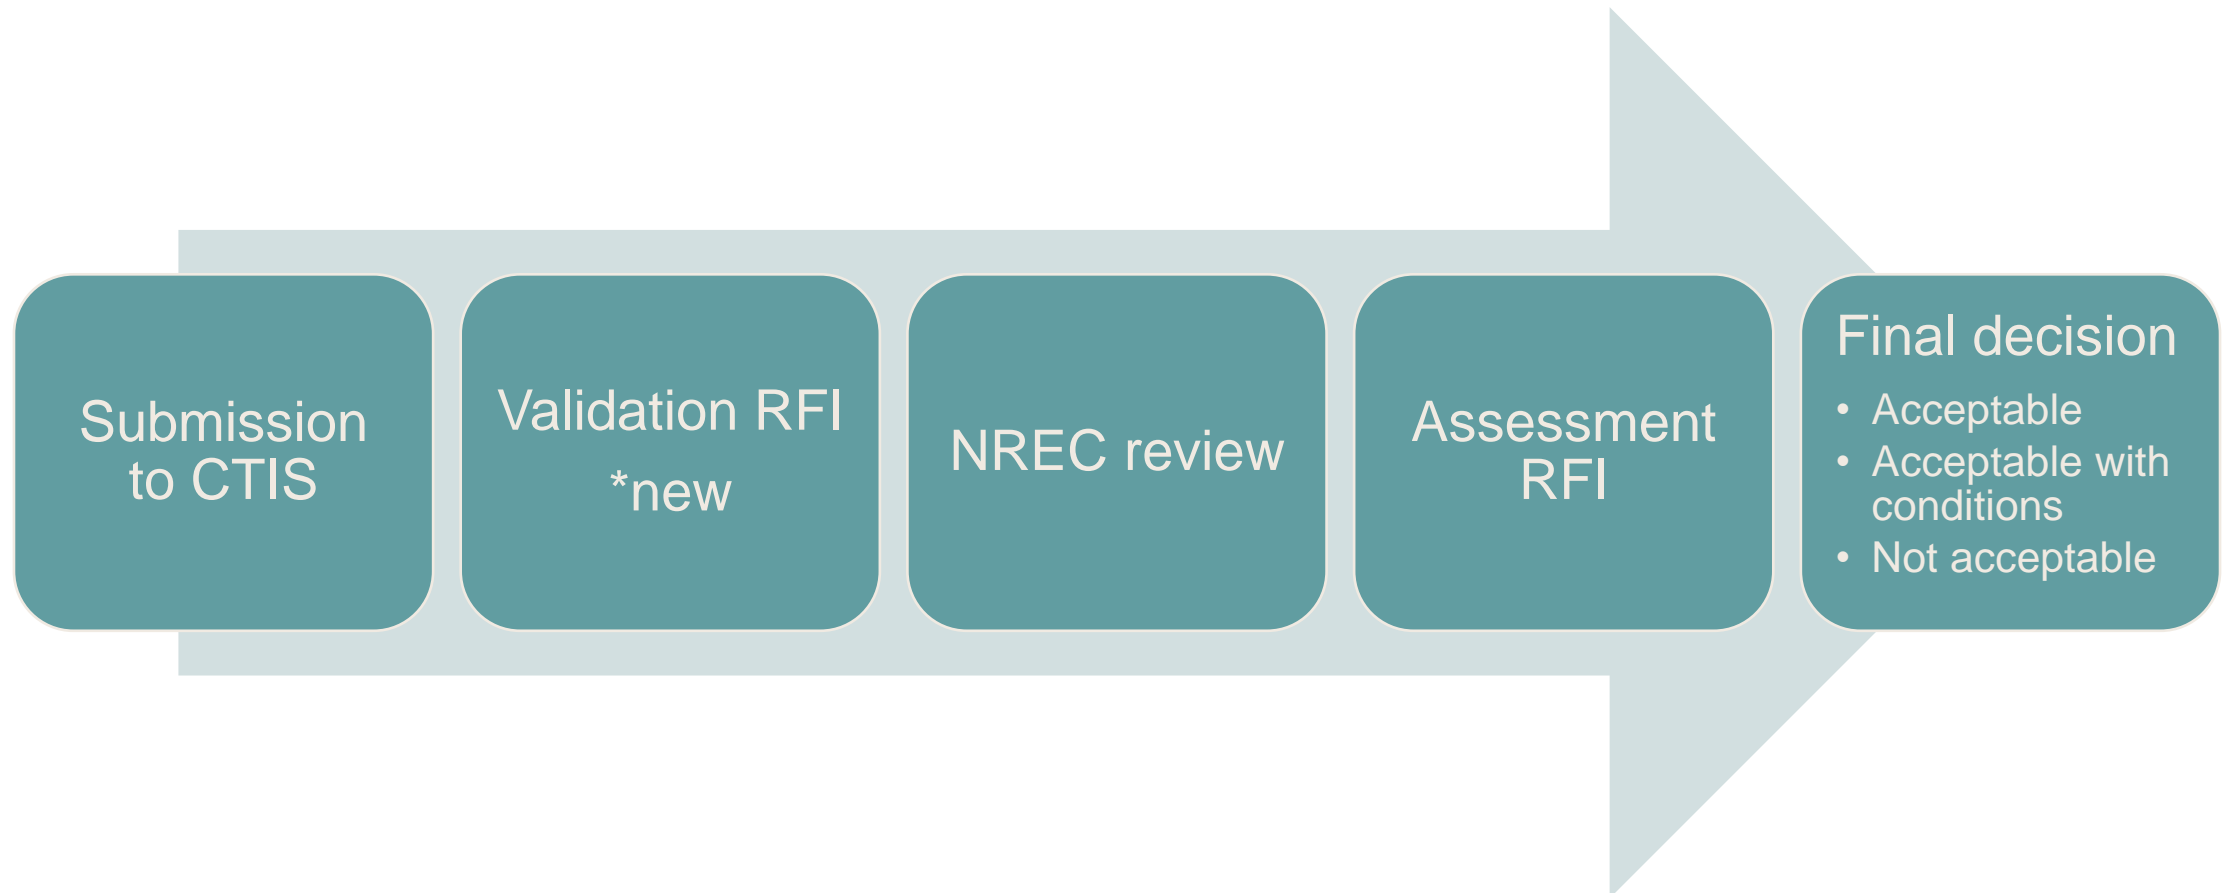 Submission
to CTIS
Validation RFI
*new
NREC review
Assessment
RFI
Final decision
• Acceptable
• Acceptable with
conditions
• Not acceptable